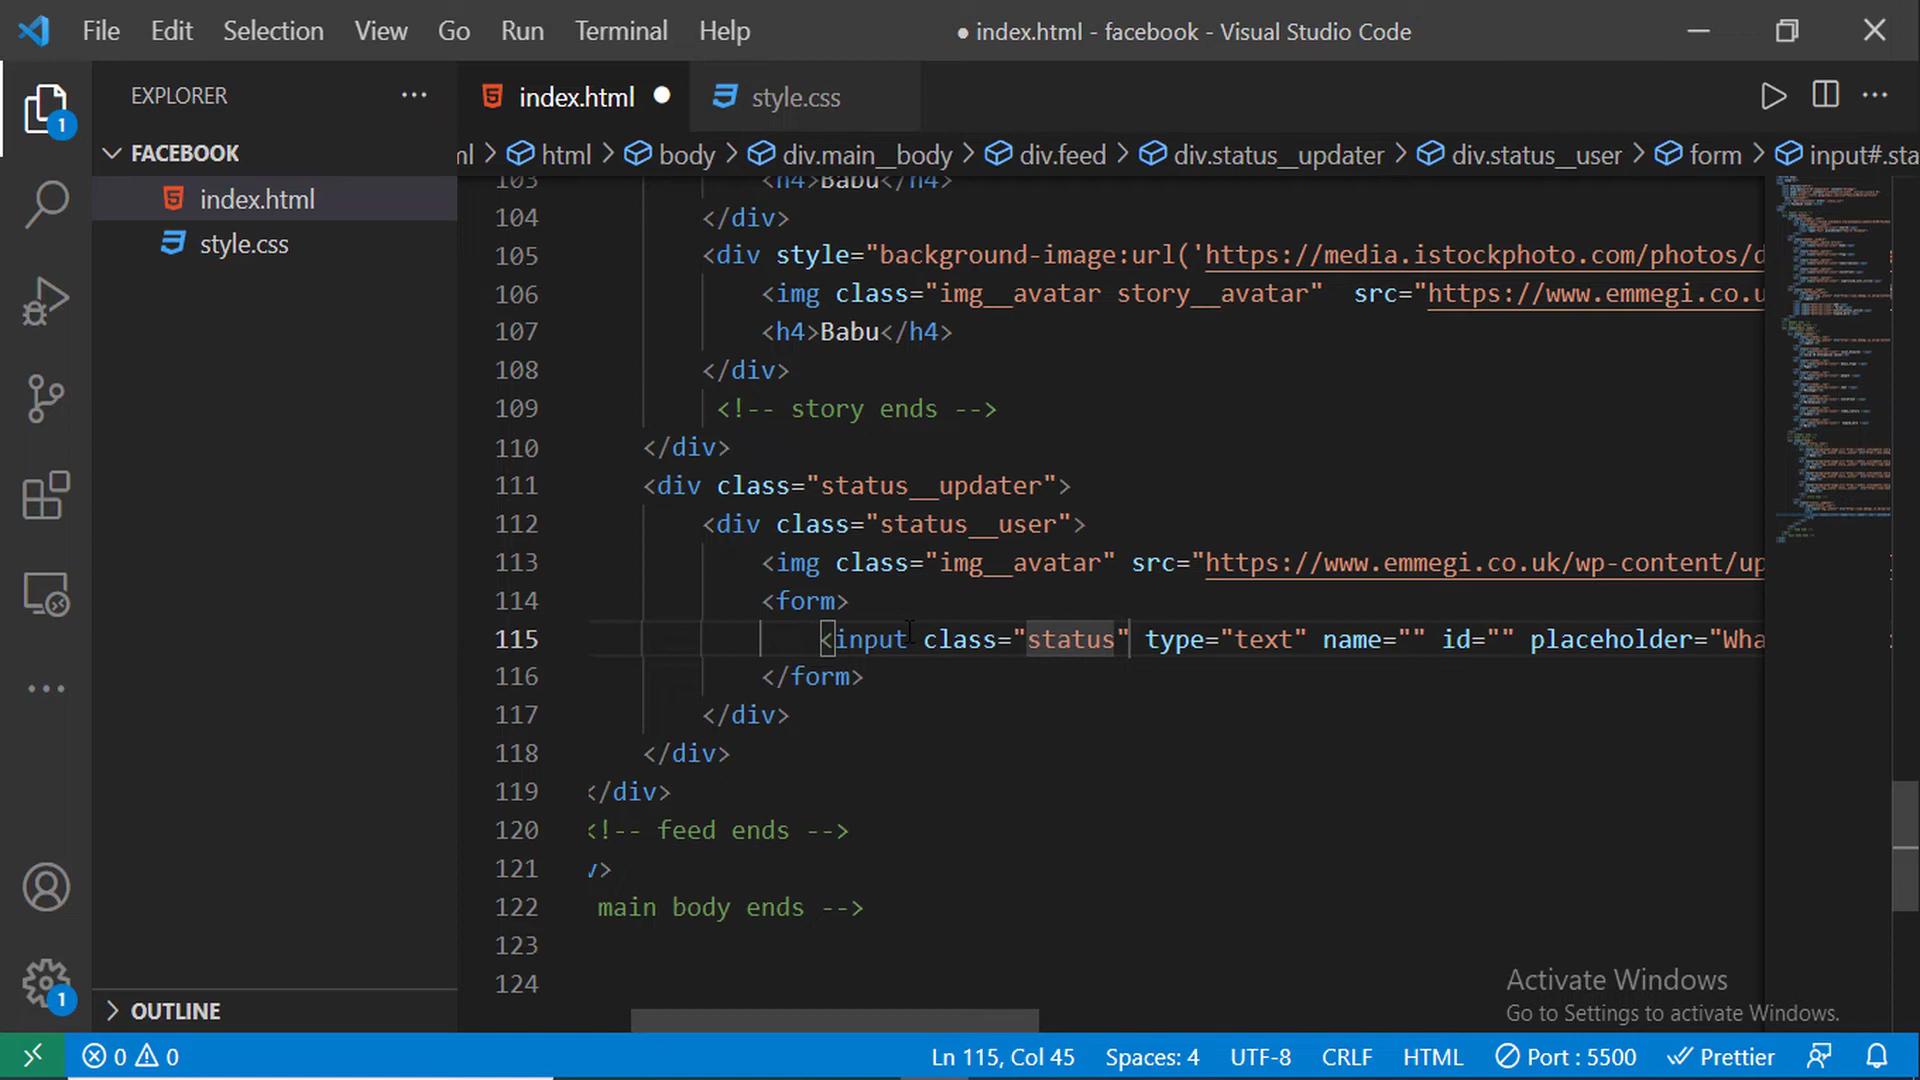 File Edit Selection View Go Run Terminal Help ● index.html - facebook - Visual Studio Code
EXPLORER ···
index.html ●
style.css
FACEBOOK
index.html
style.css
1
ml > html > body > div.main__body > div.feed > div.status__updater > div.status__user > form > input#.sta
103 <h4>Babu</h4>
104 </div>
105 <div style="background-image:url('https://media.istockphoto.com/photos/d
106 <img class="img__avatar story__avatar"  src="https://www.emmegi.co.u
107 <h4>Babu</h4>
108 </div>
109 <!-- story ends -->
110 </div>
111 <div class="status__updater">
112 <div class="status__user">
113 <img class="img__avatar" src="https://www.emmegi.co.uk/wp-content/up
114 <form>
115 <input class="status" type="text" name="" id="" placeholder="Wha
116 </form>
117 </div>
118 </div>
119 </div>
120 <!-- feed ends -->
121 v>
122 main body ends -->
123
124
OUTLINE
1
Activate Windows
Go to Settings to activate Windows.
0 0 Ln 115, Col 45 Spaces: 4 UTF-8 CRLF HTML Port : 5500 Prettier